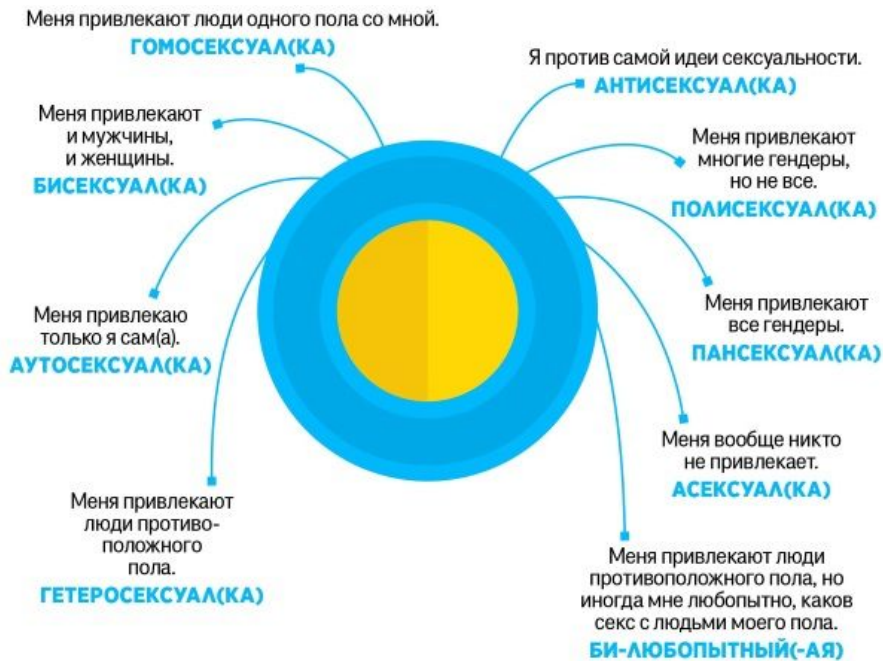 Меня привлекают люди одного пола со мной.
ГОМОСЕКСУАЛ(КА)
Меня привлекают
и мужчины,
и женщины.
БИСЕКСУАЛ(КА)
Меня привлекаю
только я сам(а).
АУТОСЕКСУАЛ(КА)
Меня привлекают
люди противо-
положного
пола.
ГЕТЕРОСЕКСУАЛ(КА)
Я против самой идеи сексуальности.
АНТИСЕКСУАЛ(КА)
Меня привлекают
многие гендеры,
но не все.
ПОЛИСЕКСУАЛ(КА)
Меня привлекают
все гендеры.
ПАНСЕКСУАЛ(КА)
Меня вообще никто
не привлекает.
АСЕКСУАЛ(КА)
Меня привлекают люди
противоположного пола, но
иногда мне любопытно, каков
секс с людьми моего пола.
БИ-ЛЮБОПЫТНЫЙ(-АЯ)